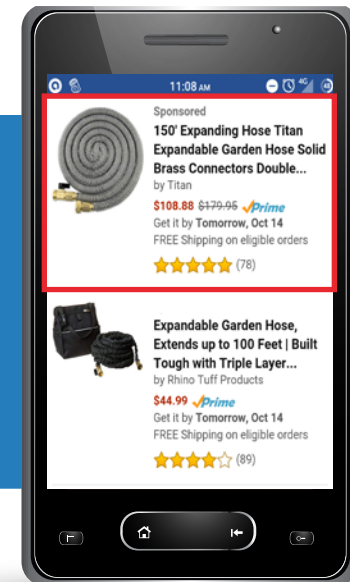 11:08 AM
4G
48
Sponsored
150' Expanding Hose Titan
Expandable Garden Hose Solid
Brass Connectors Double...
by Titan
$108.88 $179.95 Prime
Get it by Tomorrow, Oct 14
FREE Shipping on eligible orders
(78)
Expandable Garden Hose,
Extends up to 100 Feet | Built
Tough with Triple Layer...
by Rhino Tuff Products
$44.99 Prime
Get it by Tomorrow, Oct 14
FREE Shipping on eligible orders
(89)